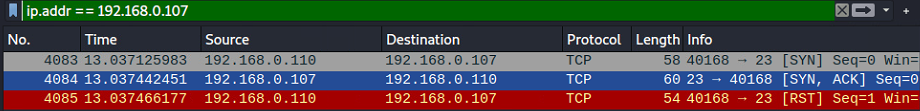 ip.addr == 192.168.0.107
No. Time Source Destination Protocol Length Info
4083 13.037125983 192.168.0.110 192.168.0.107 TCP 58 40168 → 23 [SYN] Seq=0 Win=
4084 13.037442451 192.168.0.107 192.168.0.110 TCP 60 23 → 40168 [SYN, ACK] Seq=0
4085 13.037466177 192.168.0.110 192.168.0.107 TCP 54 40168 → 23 [RST] Seq=1 Win=